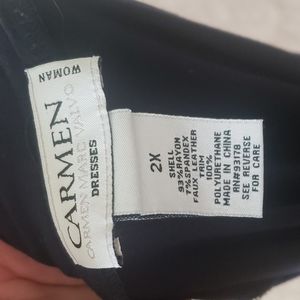 WOMAN
CARMEN
CARMEN MARC VALVO
DRESSES
2X
SHELL
93%RAYON
7%SPANDEX
FAUX LEATHER
TRIM
100%
POLYURETHANE
MADE IN CHINA
RN#93178
SEE REVERSE
FOR CARE